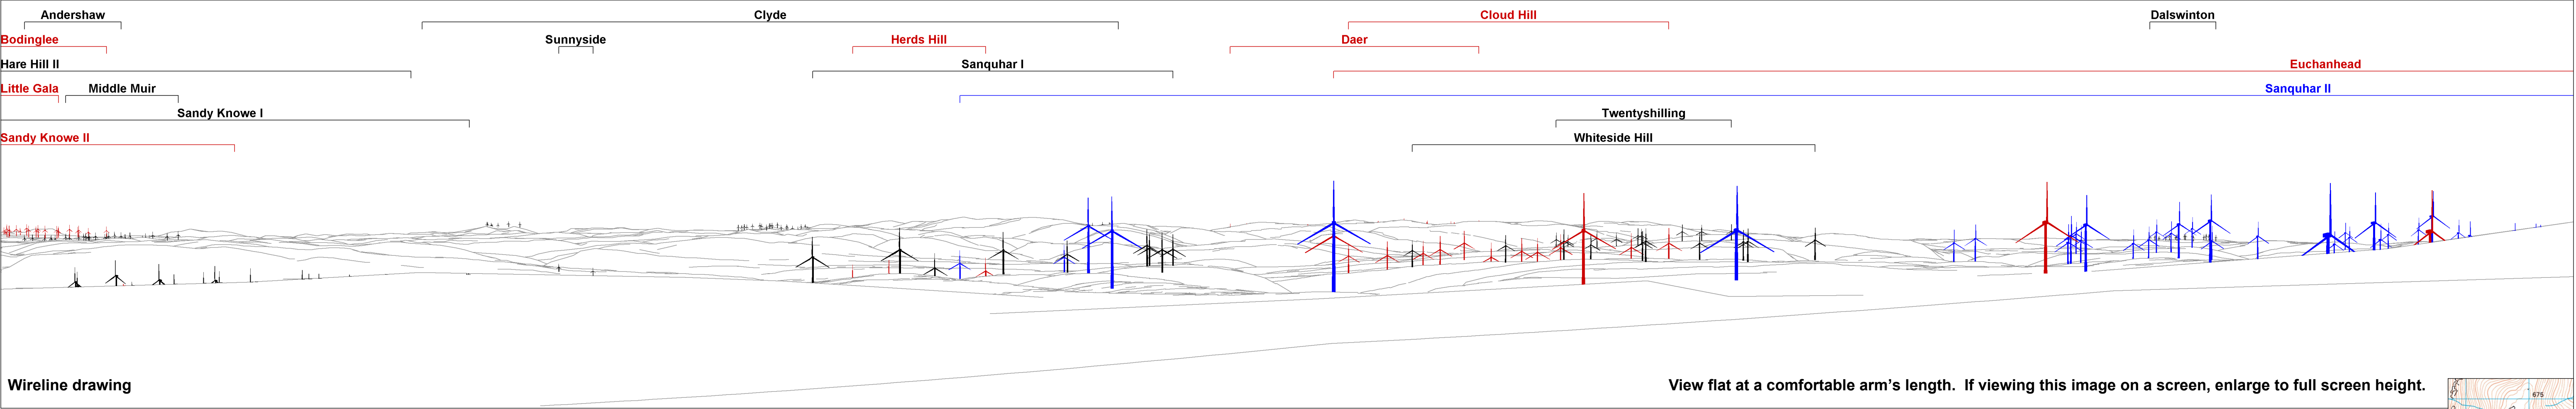 Andershaw Clyde Cloud Hill Dalswinton
Bodinglee Sunnyside Herds Hill Daer
Hare Hill II Sanquhar I Euchanhead
Little Gala Middle Muir Sanquhar II
Sandy Knowe I Twentyshilling
Sandy Knowe II Whiteside Hill
Wireline drawing View flat at a comfortable arm’s length. If viewing this image on a screen, enlarge to full screen height.
675